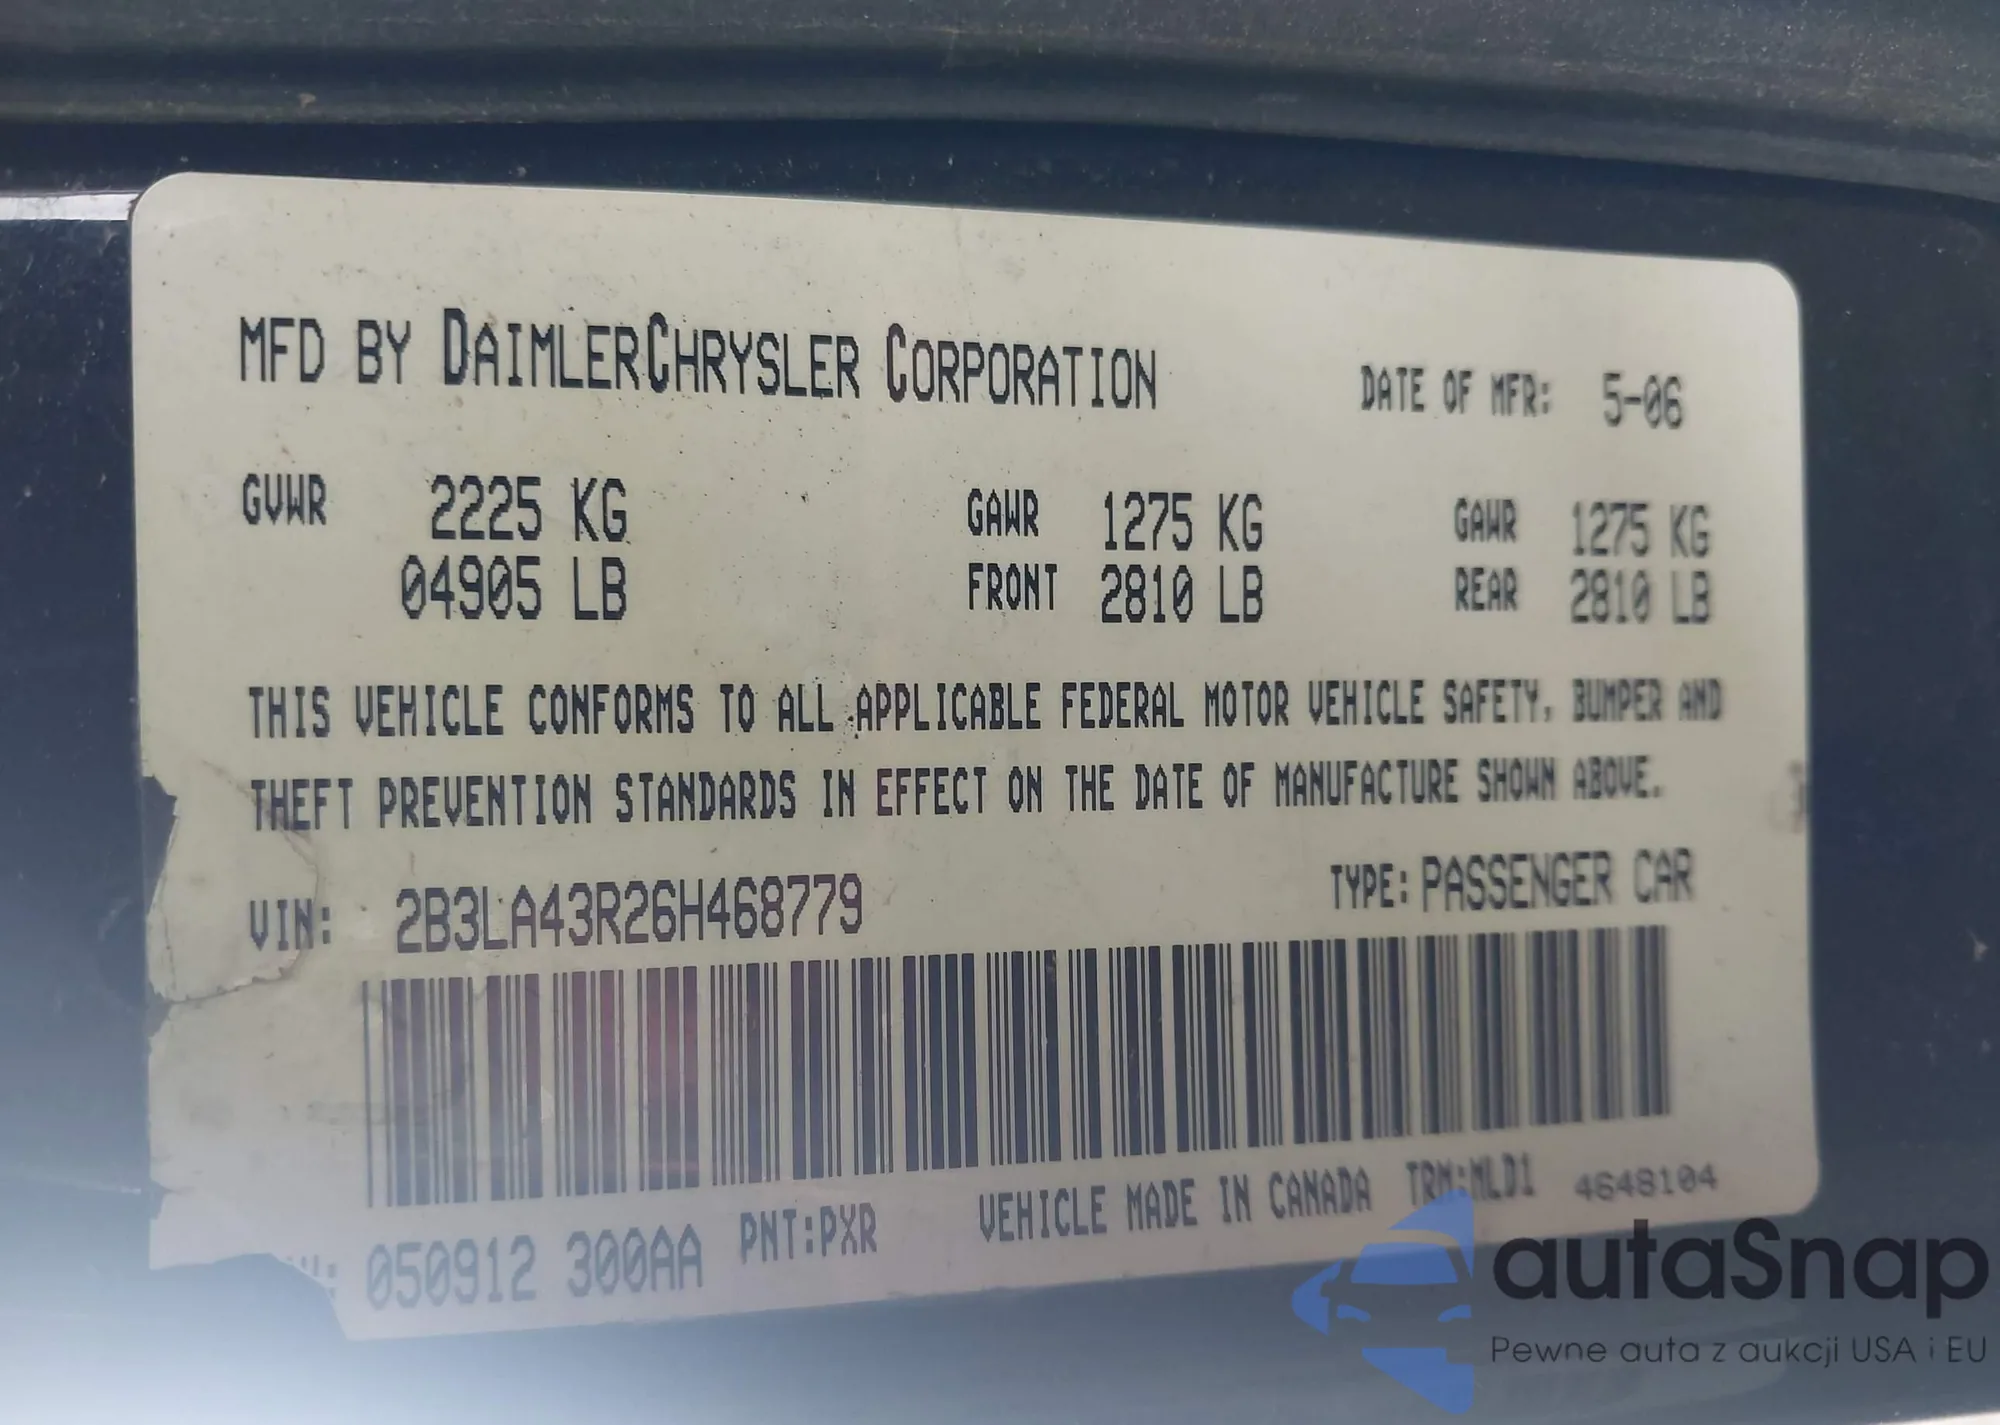 MFD BY DAIMLERCHRYSLER CORPORATION DATE OF MFR: 5-06
GVWR 2225 KG GAWR 1275 KG GAWR 1275 KG
04905 LB FRONT 2810 LB REAR 2810 LB
THIS VEHICLE CONFORMS TO ALL APPLICABLE FEDERAL MOTOR VEHICLE SAFETY, BUMPER AND
THEFT PREVENTION STANDARDS IN EFFECT ON THE DATE OF MANUFACTURE SHOWN ABOVE.
VIN: 2B3LA43R26H468779 TYPE: PASSENGER CAR
050912 300AA PNT:PXR VEHICLE MADE IN CANADA TRM:MLD1 4648104
autaSnap
Pewne auta z aukcji USA i EU